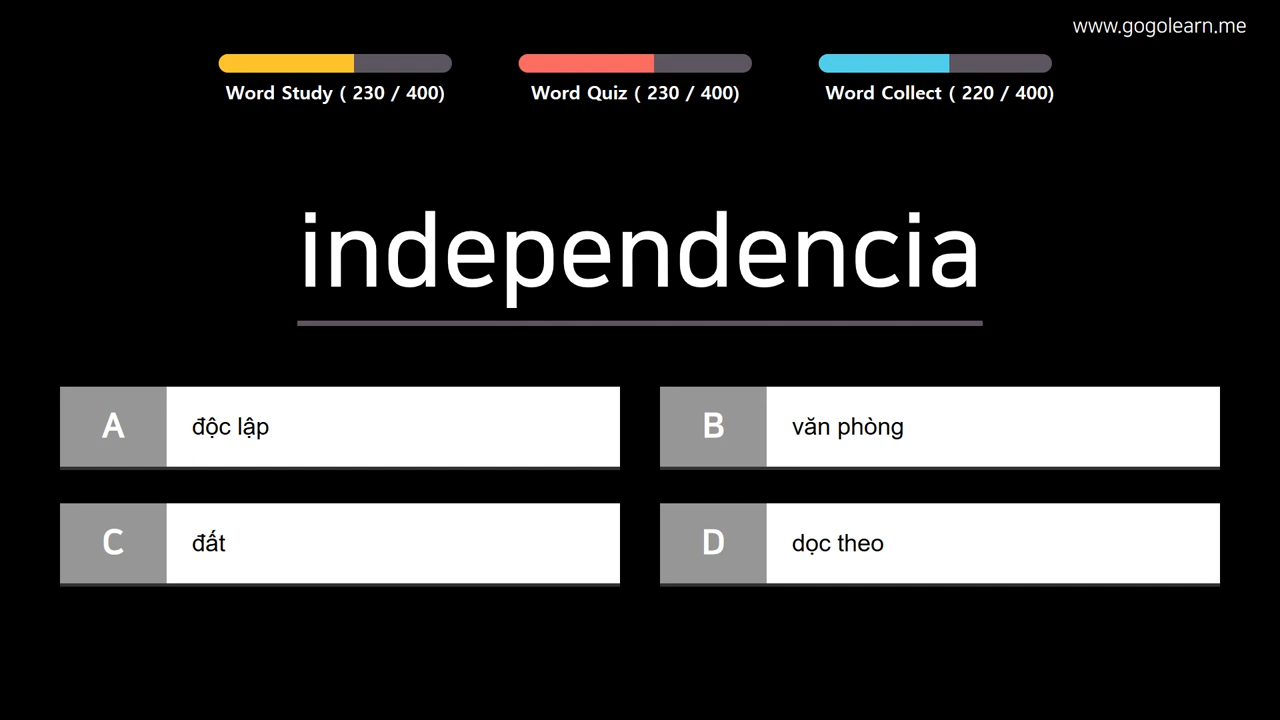 www.gogolearn.me
Word Study ( 230 / 400)
Word Quiz ( 230 / 400)
Word Collect ( 220 / 400)
independencia
A
độc lập
B
văn phòng
C
đất
D
dọc theo